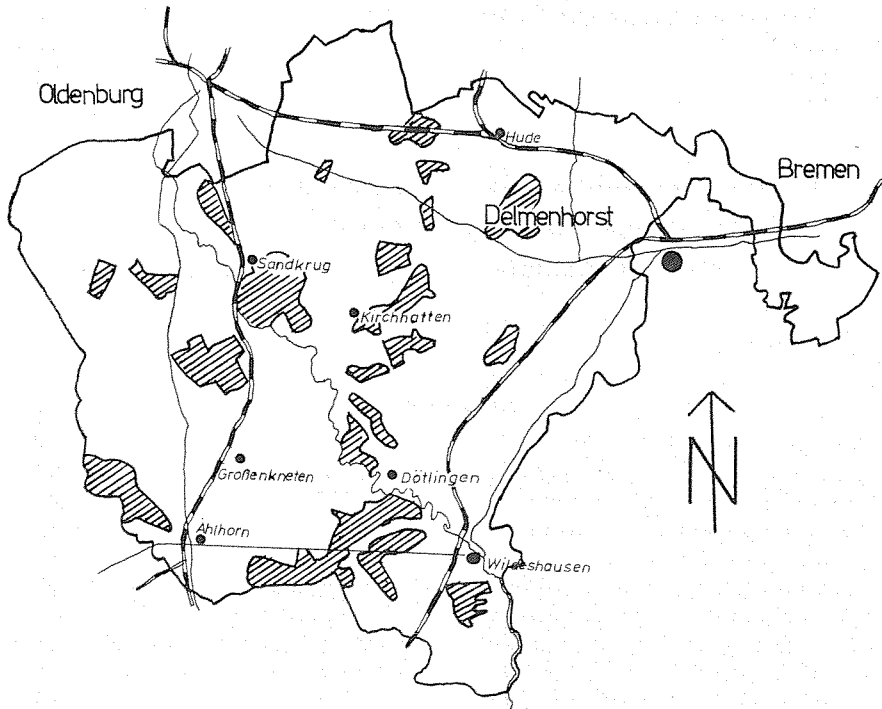 Oldenburg
Hude
Bremen
Delmenhorst
Sandkrug
Kirchhatten
Großenkneten
Dötlingen
Ahlhorn
Wildeshausen
N